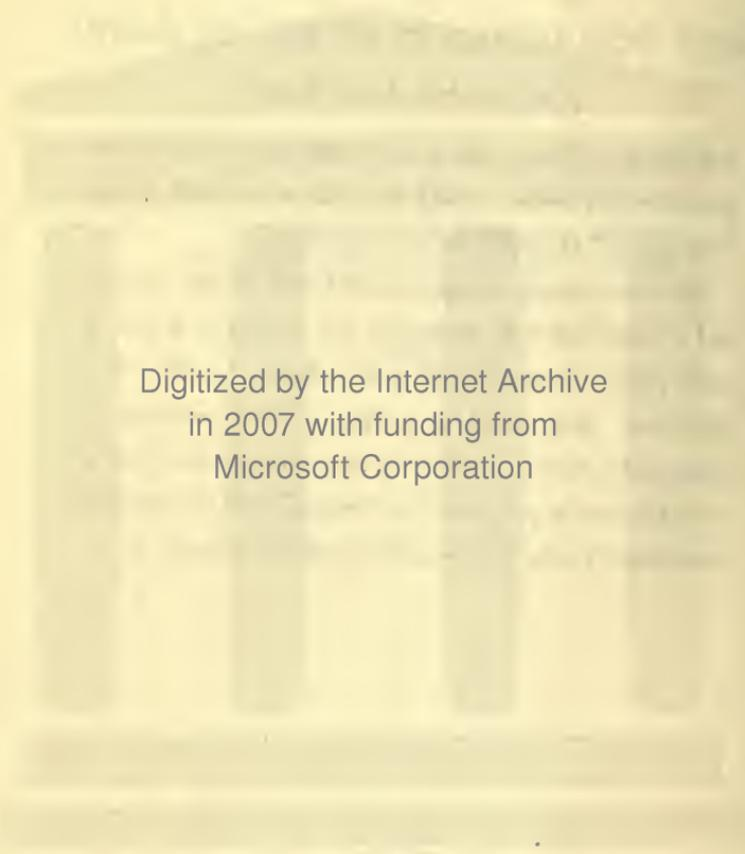 Digitized by the Internet Archive
in 2007 with funding from
Microsoft Corporation